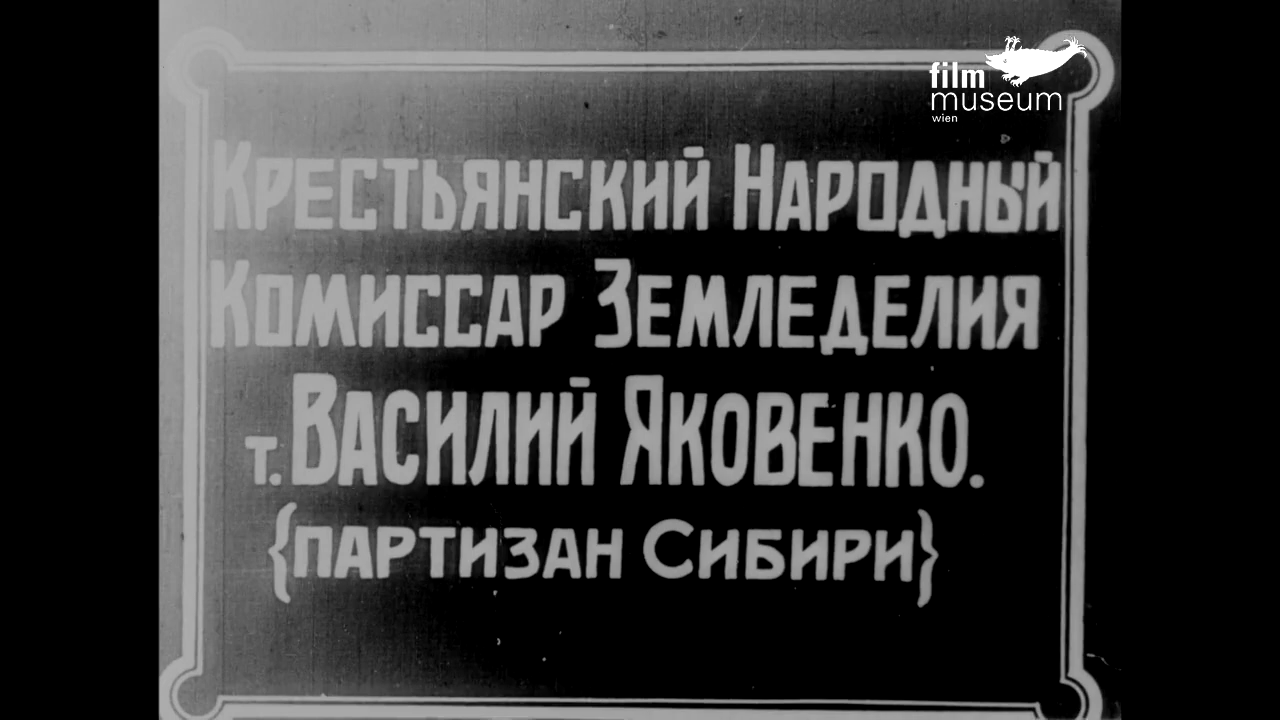 film
museum
wien
Крестьянский Народный
Комиссар Земледелия
т. Василий Яковенко.
{партизан Сибири}